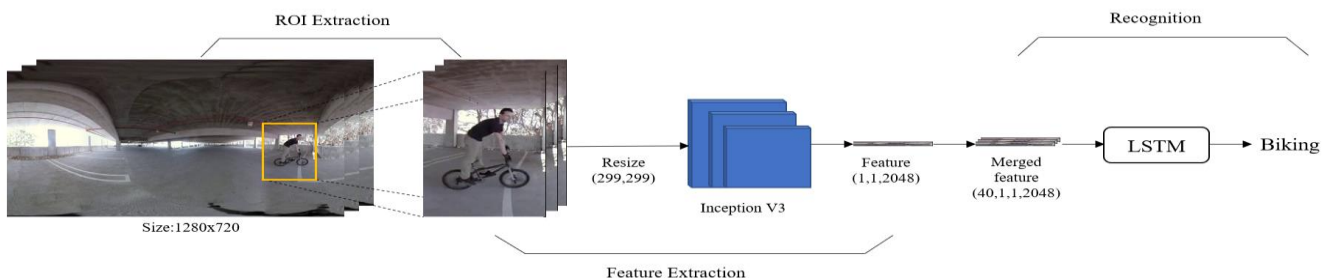 ROI Extraction
Recognition
Size:1280x720
Resize
(299,299)
Inception V3
Feature
(1,1,2048)
Merged
feature
(40,1,1,2048)
LSTM
Biking
Feature Extraction